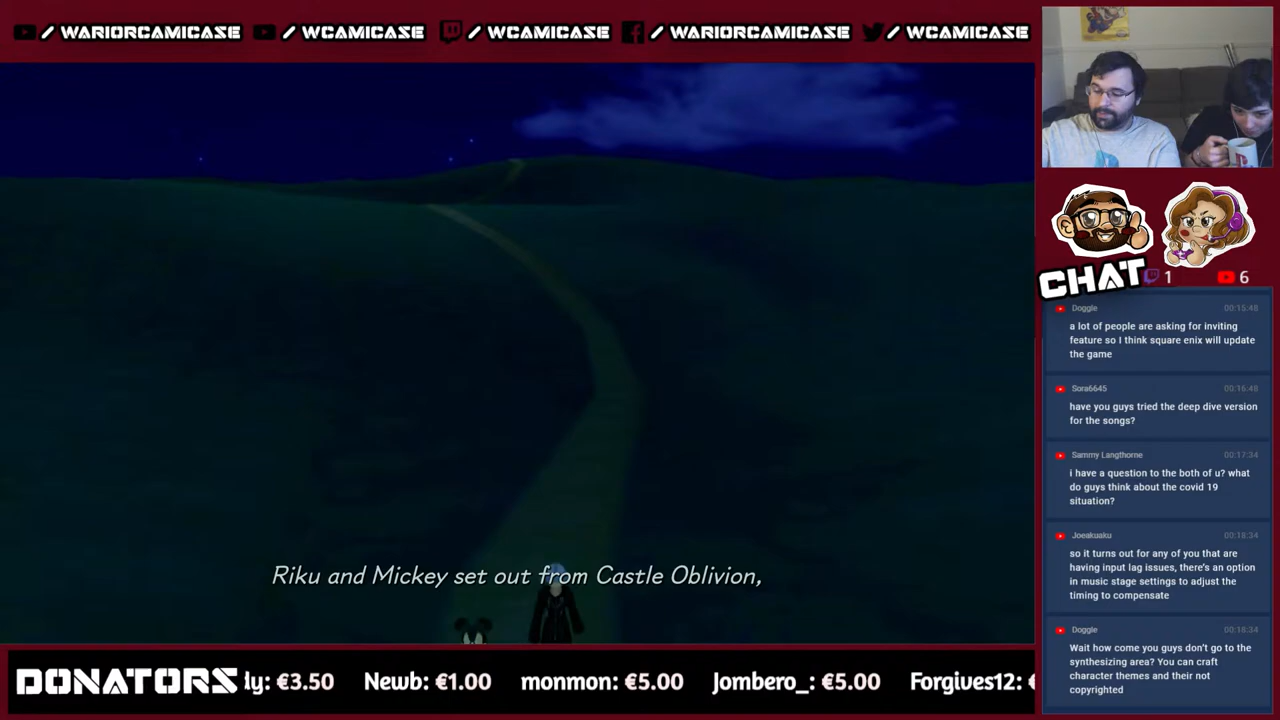 / WARIORCAMICASE / WCAMICASE / WCAMICASE / WARIORCAMICASE / WCAMICASE
Riku and Mickey set out from Castle Oblivion,
CHAT 1 6
Doggle 00:15:48
a lot of people are asking for inviting
feature so I think square enix will update
the game
Sora6645 00:16:48
have you guys tried the deep dive version
for the songs?
Sammy Langthorne 00:17:34
i have a question to the both of u? what
do guys think about the covid 19
situation?
Joeakuaku 00:18:34
so it turns out for any of you that are
having input lag issues, there's an option
in music stage settings to adjust the
timing to compensate
Doggle 00:18:34
Wait how come you guys don't go to the
synthesizing area? You can craft
character themes and their not
copyrighted
DONATORS dy: €3.50 Newb: €1.00 monmon: €5.00 Jombero_: €5.00 Forgives12: €